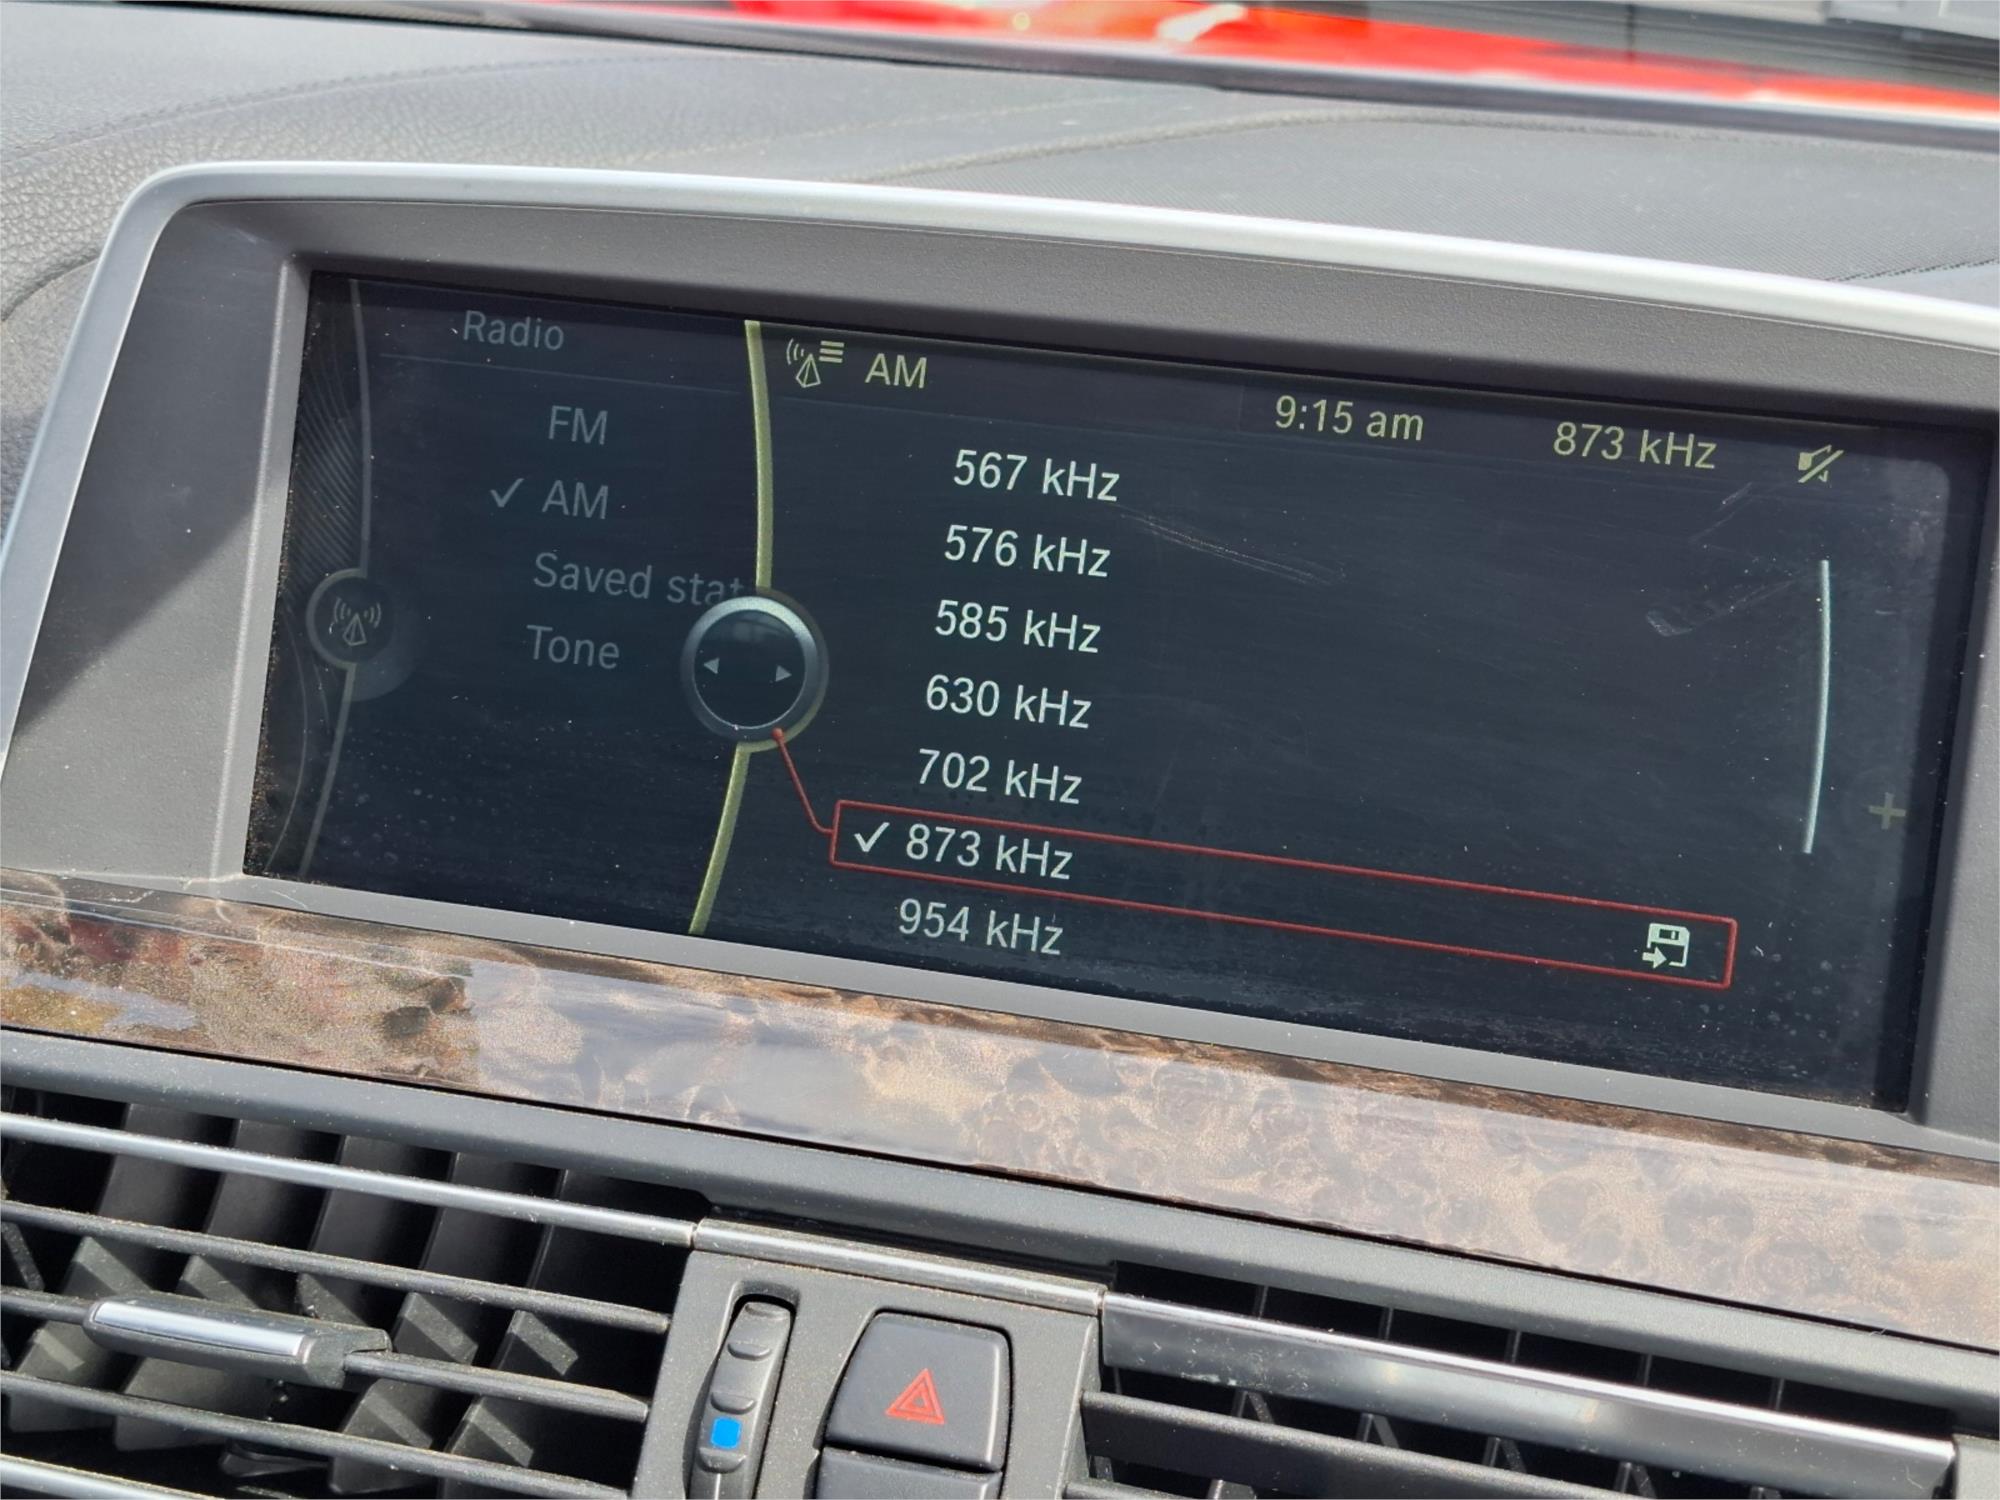 Radio
FM
✓ AM
Saved stat
Tone
AM
9:15 am
873 kHz
567 kHz
576 kHz
585 kHz
630 kHz
702 kHz
✓ 873 kHz
954 kHz